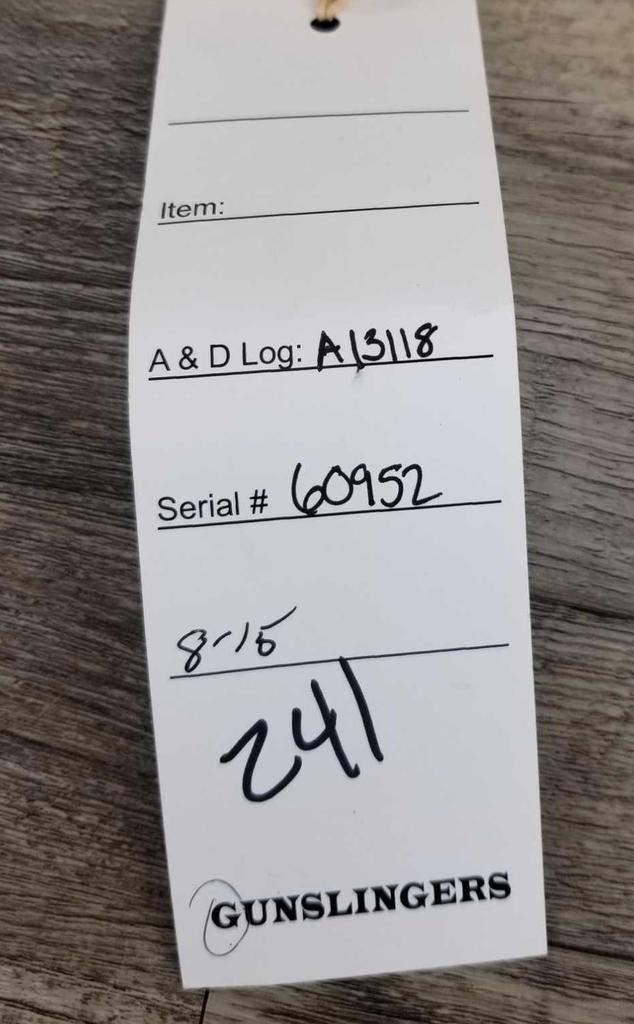 Item:
A & D Log: A13118
Serial # 60952
8-15
241
GUNSLINGERS